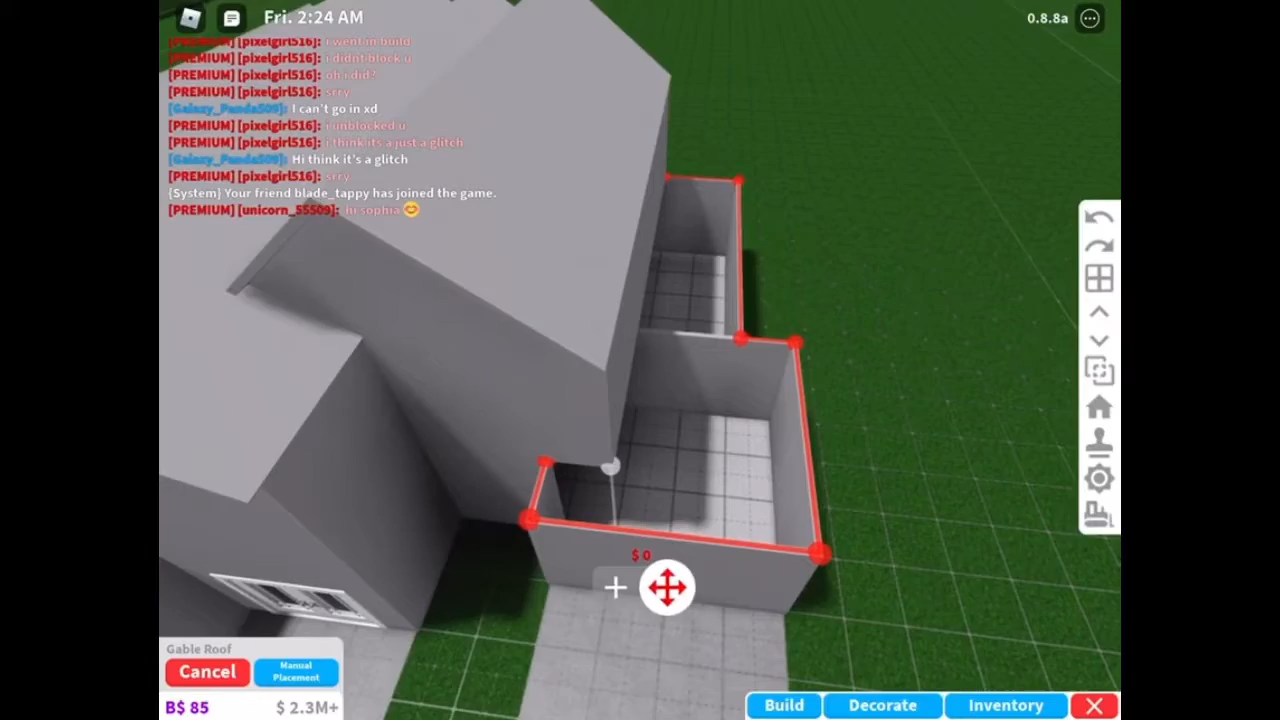 Fri. 2:24 AM
0.8.8a
[PREMIUM] [pixelgirl516]: i went in build
[PREMIUM] [pixelgirl516]: i didnt block u
[PREMIUM] [pixelgirl516]: oh i did?
[PREMIUM] [pixelgirl516]: srry
[Galaxy_Panda509]: I can't go in xd
[PREMIUM] [pixelgirl516]: i unblocked u
[PREMIUM] [pixelgirl516]: i think its a just a glitch
[Galaxy_Panda509]: Hi think it's a glitch
[PREMIUM] [pixelgirl516]: srry
{System} Your friend blade_tappy has joined the game.
[PREMIUM] [unicorn_55509]: hi sophia 😊
$ 0
Gable Roof
Cancel
Manual
Placement
B$ 85
$ 2.3M+
Build
Decorate
Inventory